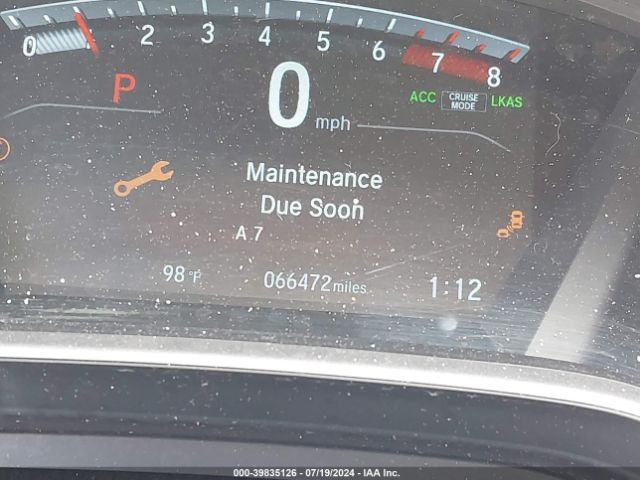 0 2 3 4 5 6 7 8
P 0 mph ACC CRUISE MODE LKAS
Maintenance
Due Soon
A 7
98 °F 066472 miles 1:12
000-39835126 - 07/19/2024 - IAA Inc.